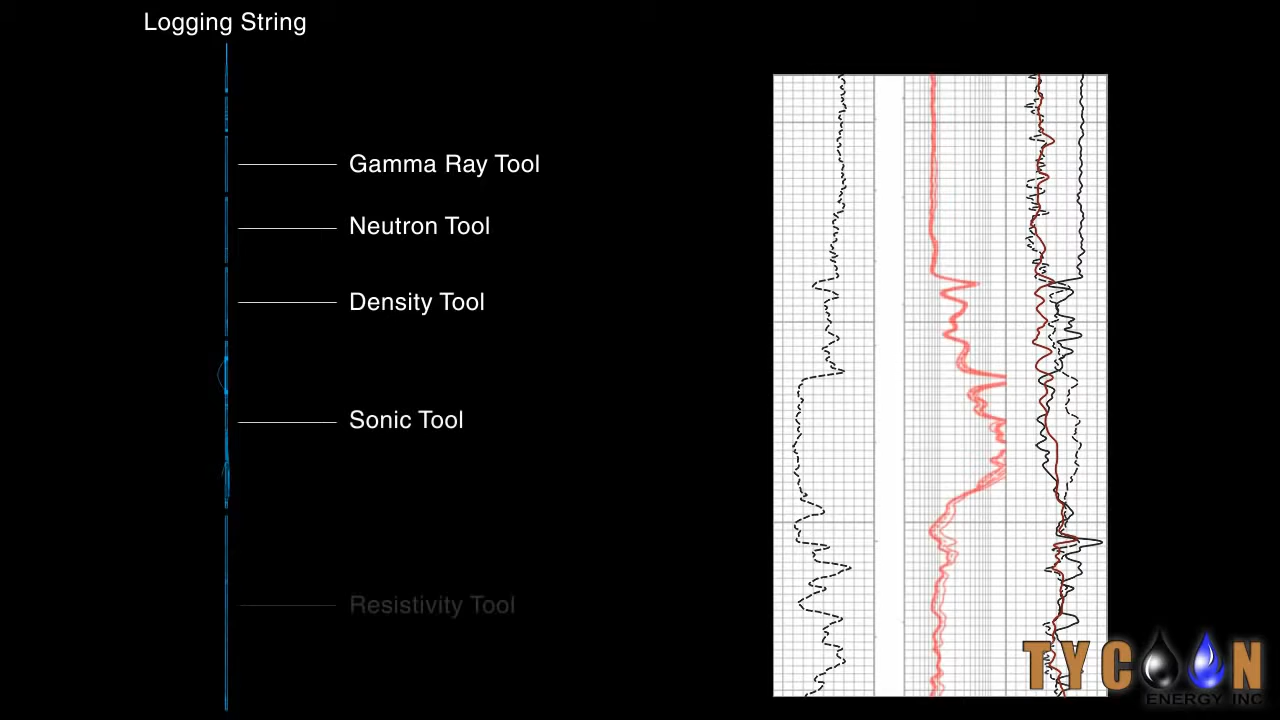 Logging String
Gamma Ray Tool
Neutron Tool
Density Tool
Sonic Tool
Resistivity Tool
TYCOON
ENERGY INC